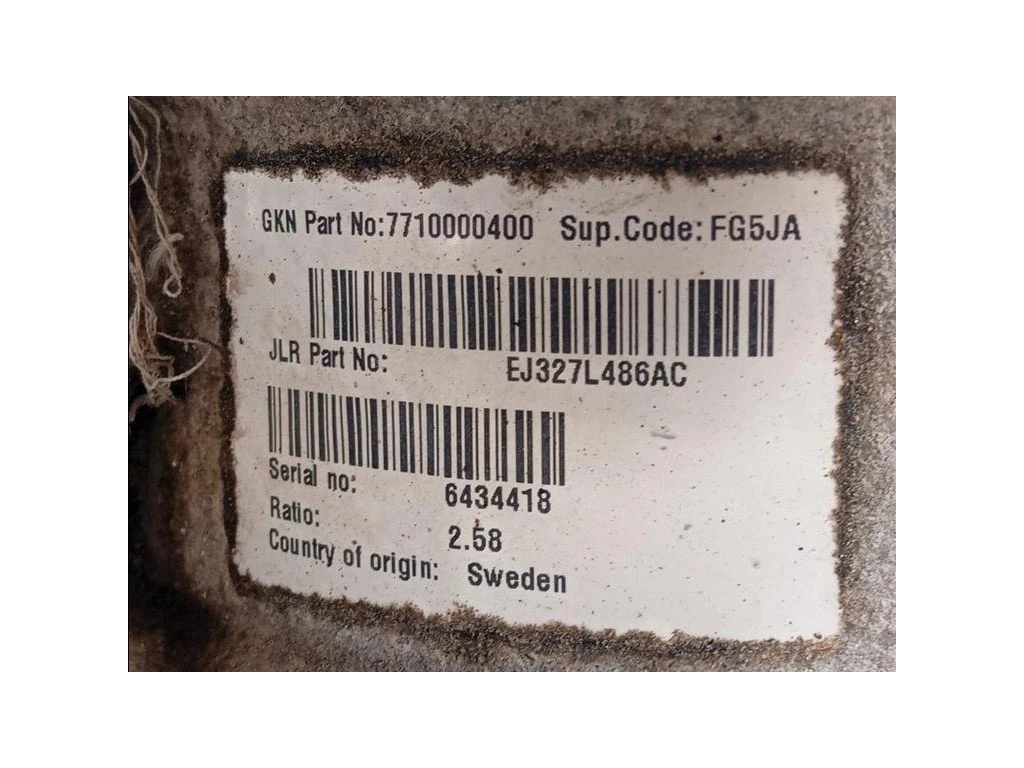 GKN Part No:7710000400 Sup.Code: FG5JA
JLR Part No: EJ327L486AC
Serial no: 6434418
Ratio: 2.58
Country of origin: Sweden